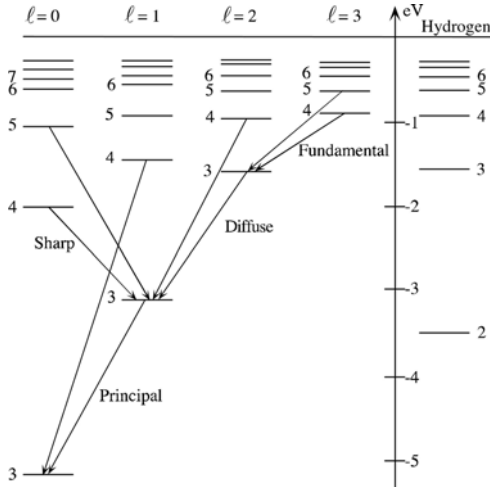 ℓ = 0 ℓ = 1 ℓ = 2 ℓ = 3 eV
Hydrogen
7 6 6 6 6
6 5 5 5
5 5 4 4 4
-1
4 3 Fundamental 3
4 -2
Sharp Diffuse
3 -3
2
Principal -4
3 -5